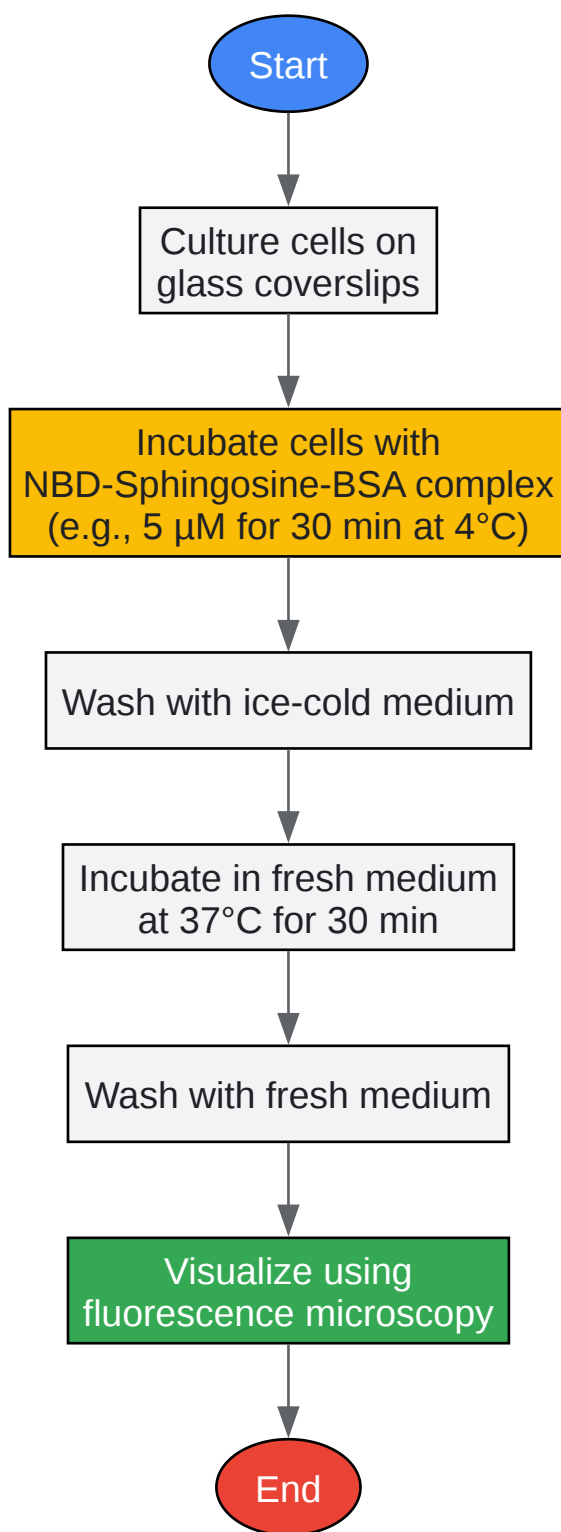 Start
Culture cells on
glass coverslips
Incubate cells with
NBD-Sphingosine-BSA complex
(e.g., 5 µM for 30 min at 4°C)
Wash with ice-cold medium
Incubate in fresh medium
at 37°C for 30 min
Wash with fresh medium
Visualize using
fluorescence microscopy
End